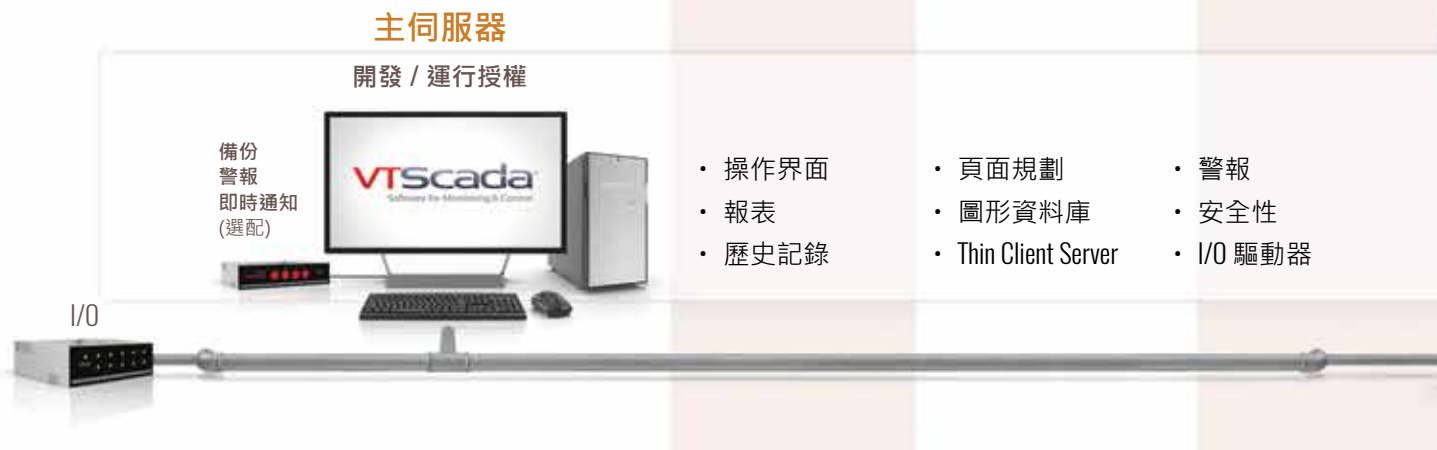 主伺服器
開發 / 運行授權
備份
警報
即時通知
(選配)
VTScada
Software for Monitoring & Control
I/O
• 操作界面
• 報表
• 歷史記錄
• 頁面規劃
• 圖形資料庫
• Thin Client Server
• 警報
• 安全性
• I/O 驅動器